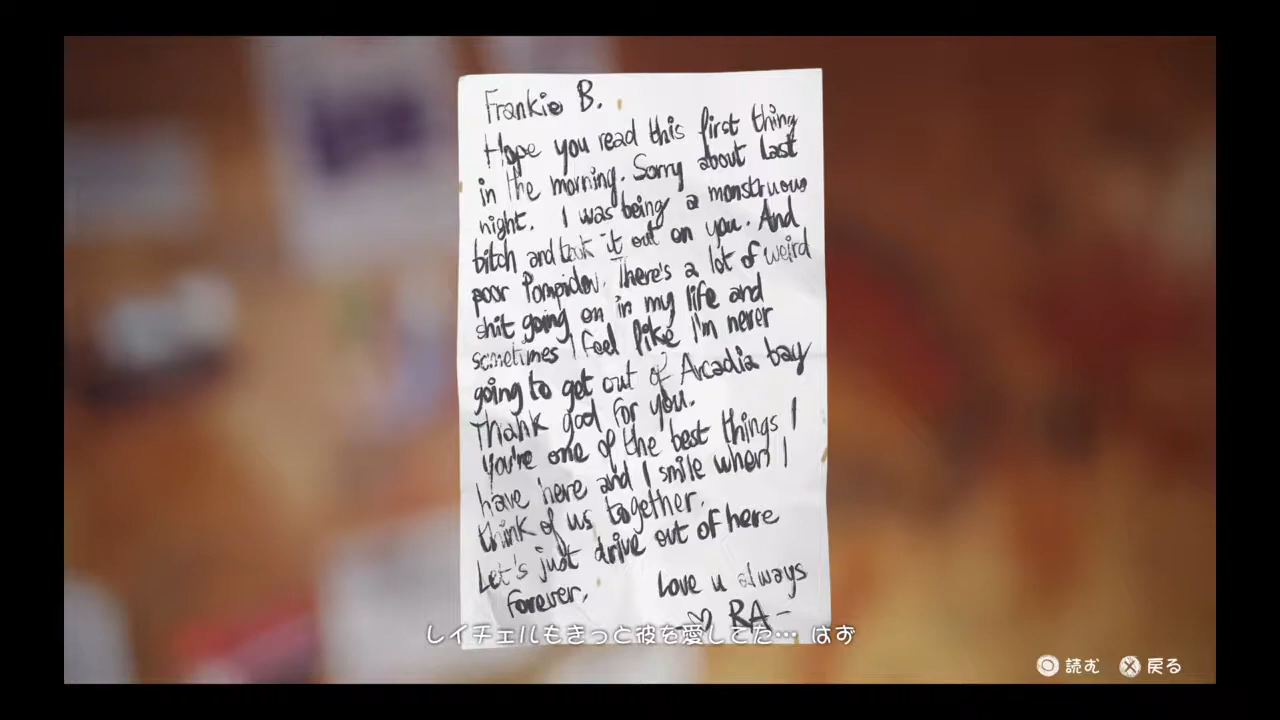 Frankie B.
Hope you read this first thing
in the morning. Sorry about last
night. I was being a monstruous
bitch and took it out on you. And
poor Pompidou. There's a lot of weird
shit going on in my life and
sometimes I feel like I'm never
going to get out of Arcadia bay
Thank god for you.
You're one of the best things I
have here and I smile when I
think of us together.
Let's just drive out of here
forever.
Love u always
-♡ RA-
レイチェルもきっと彼を愛してた… はず
読む 戻る